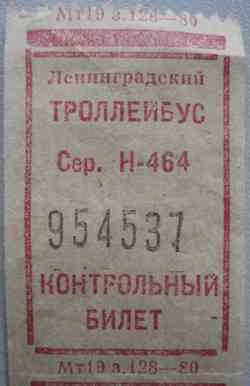 Мт19 з.128—80
Ленинградский
ТРОЛЛЕЙБУС
Сер. Н-464
954537
КОНТРОЛЬНЫЙ
БИЛЕТ
Мт19 з.128—80